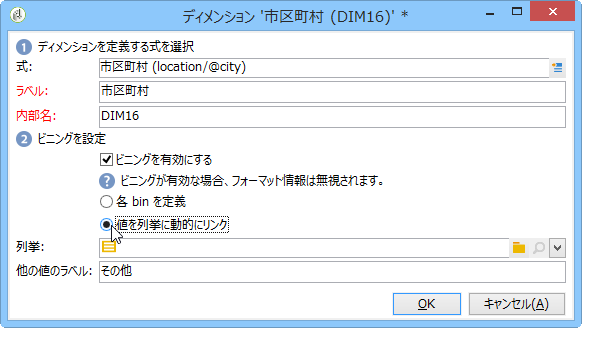 ディメンション '市区町村 (DIM16)' *
1 ディメンションを定義する式を選択
式: 市区町村 (location/@city)
ラベル: 市区町村
内部名: DIM16
2 ビニングを設定
ビニングを有効にする
? ビニングが有効な場合、フォーマット情報は無視されます。
各 bin を定義
値を列挙に動的にリンク
列挙:
他の値のラベル: その他
OK キャンセル(A)